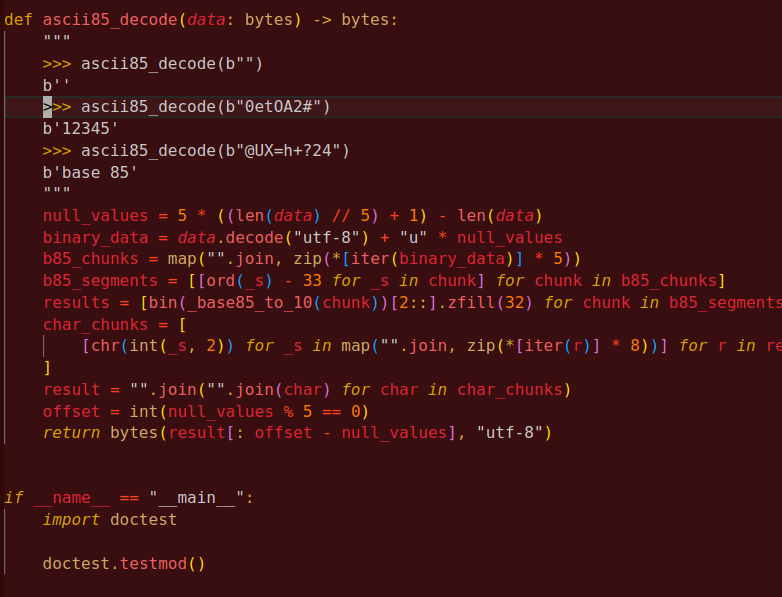 def ascii85_decode(data: bytes) -> bytes:
    """
    >>> ascii85_decode(b"")
    b''
    >>> ascii85_decode(b"0etOA2#")
    b'12345'
    >>> ascii85_decode(b"@UX=h+?24")
    b'base 85'
    """
    null_values = 5 * ((len(data) // 5) + 1) - len(data)
    binary_data = data.decode("utf-8") + "u" * null_values
    b85_chunks = map("".join, zip(*[iter(binary_data)] * 5))
    b85_segments = [[ord(_s) - 33 for _s in chunk] for chunk in b85_chunks]
    results = [bin(_base85_to_10(chunk))[2::].zfill(32) for chunk in b85_segments
    char_chunks = [
        [chr(int(_s, 2)) for _s in map("".join, zip(*[iter(r)] * 8))] for r in re
    ]
    result = "".join("".join(char) for char in char_chunks)
    offset = int(null_values % 5 == 0)
    return bytes(result[: offset - null_values], "utf-8")
if __name__ == "__main__":
    import doctest
    doctest.testmod()